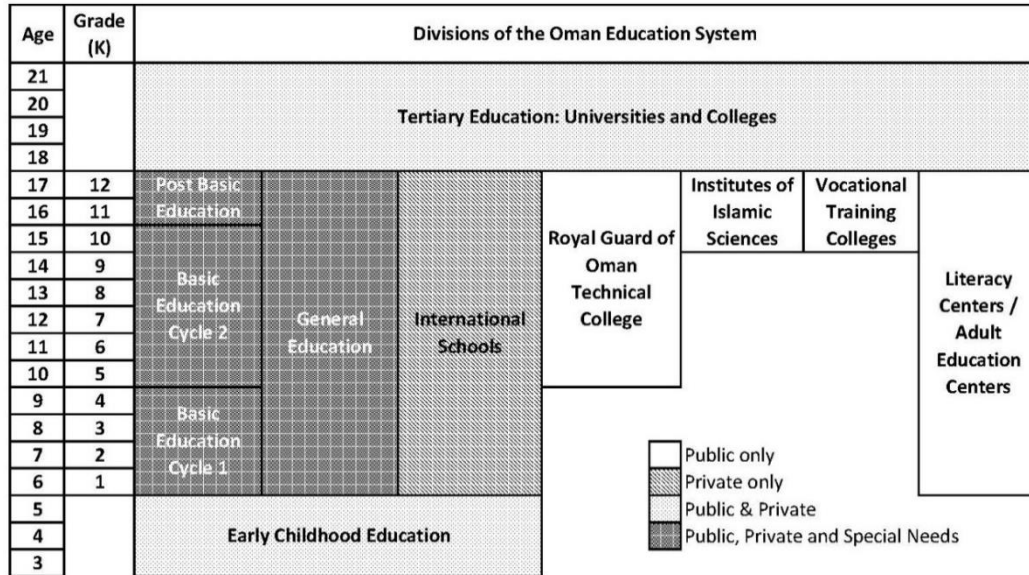 Age
Grade
(K)
Divisions of the Oman Education System
21
20
19
18
Tertiary Education: Universities and Colleges
17 12
16 11
15 10
14 9
13 8
12 7
11 6
10 5
9 4
8 3
7 2
6 1
5
4
3
Post Basic
Education
Basic
Education
Cycle 2
Basic
Education
Cycle 1
General
Education
International
Schools
Royal Guard of
Oman
Technical
College
Institutes of
Islamic
Sciences
Vocational
Training
Colleges
Literacy
Centers /
Adult
Education
Centers
Early Childhood Education
Public only
Private only
Public & Private
Public, Private and Special Needs